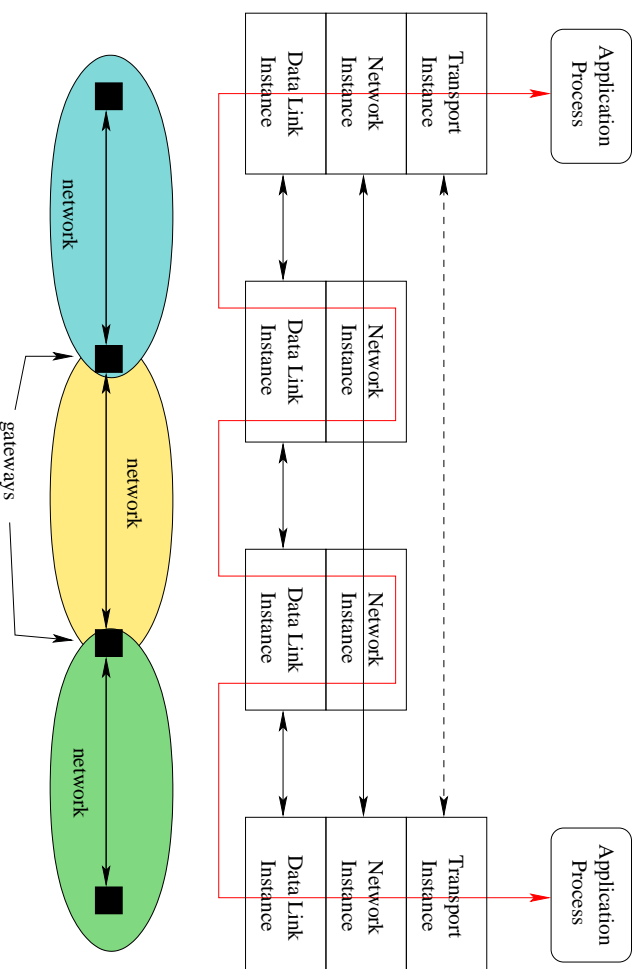 Application
Process
Application
Process
Transport
Instance
Transport
Instance
Network
Instance
Network
Instance
Network
Instance
Network
Instance
Data Link
Instance
Data Link
Instance
Data Link
Instance
Data Link
Instance
network
network
network
gateways